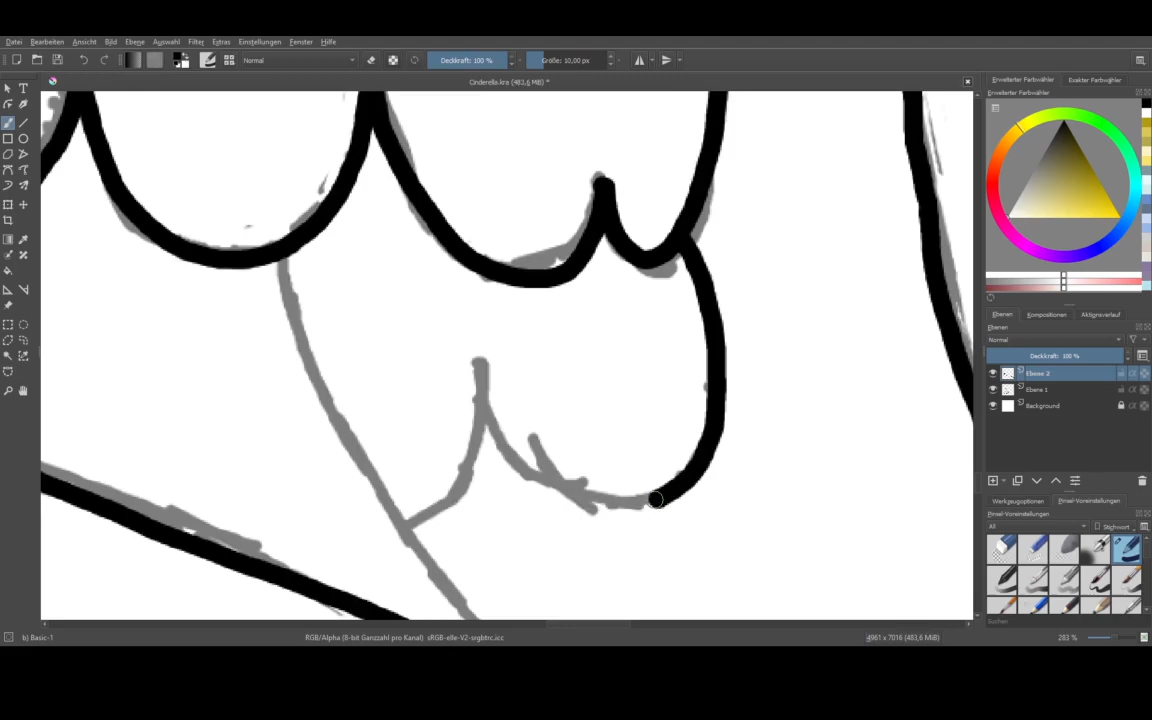 Datei Bearbeiten Ansicht Bild Ebene Auswahl Filter Extras Einstellungen Fenster Hilfe
Normal Deckkraft: 100 % Größe: 10,00 px
Cinderella.kra (483,6 MiB) *
Erweiterter Farbwähler Exakter Farbwähler
Erweiterter Farbwähler
Ebenen Kompositionen Aktionsverlauf
Ebenen
Normal
Deckkraft: 100 %
Ebene 2
Ebene 1
Background
Werkzeugoptionen Pinsel-Voreinstellungen
Pinsel-Voreinstellungen
All Stichwort
Suchen
b) Basic-1 RGB/Alpha (8-bit Ganzzahl pro Kanal) sRGB-elle-V2-srgbtrc.icc 4961 x 7016 (483,6 MiB) 283 %